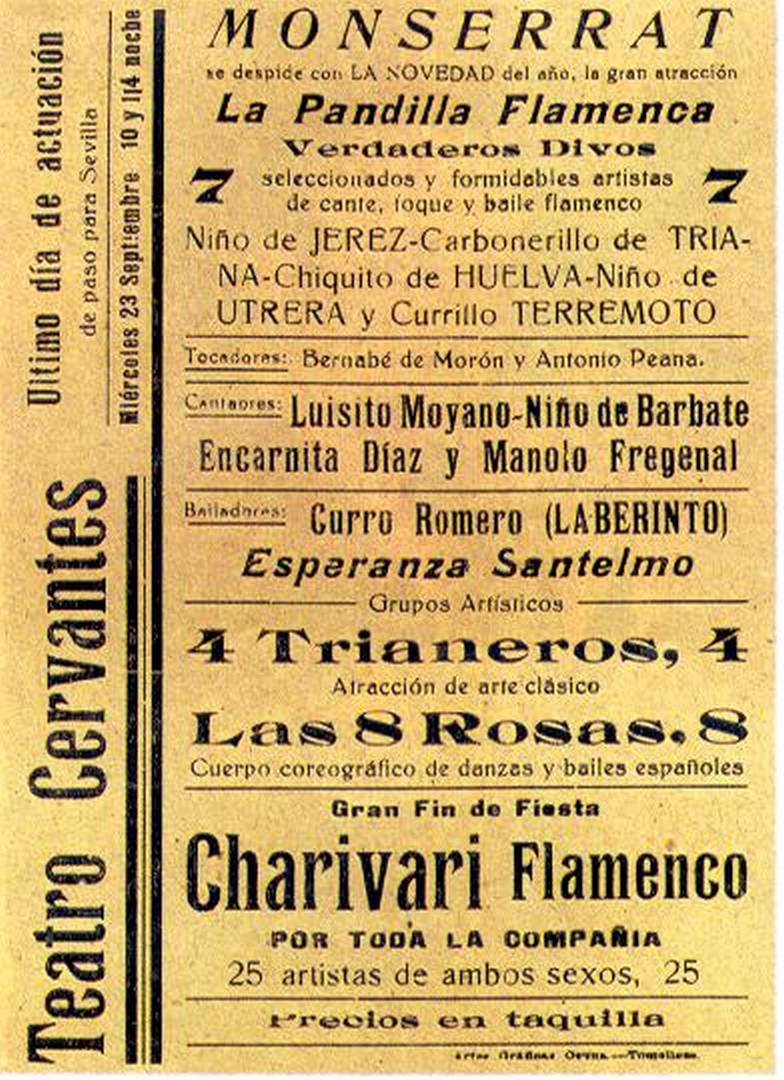 Teatro Cervantes
Ultimo día de actuación
de paso para Sevilla
Miércoles 23 Septiembre 10 y 1|4 noche
MONSERRAT
se despide con LA NOVEDAD del año, la gran atracción
La Pandilla Flamenca
Verdaderos Divos
7 seleccionados y formidables artistas 7
de cante, toque y baile flamenco
Niño de JEREZ-Carbonerillo de TRIA-
NA-Chiquito de HUELVA-Niño de
UTRERA y Currillo TERREMOTO
Tocadores: Bernabé de Morón y Antonio Peana.
Cantaores: Luisito Moyano-Niño de Barbate
Encarnita Díaz y Manolo Fregenal
Bailadores: Curro Romero (LABERINTO)
Esperanza Santelmo
Grupos Artísticos
4 Trianeros, 4
Atracción de arte clásico
Las 8 Rosas, 8
Cuerpo coreográfico de danzas y bailes españoles
Gran Fin de Fiesta
Charivari Flamenco
POR TODA LA COMPAÑIA
25 artistas de ambos sexos, 25
Precios en taquilla
Artes Gráficas Osuna.—Tomelloso.